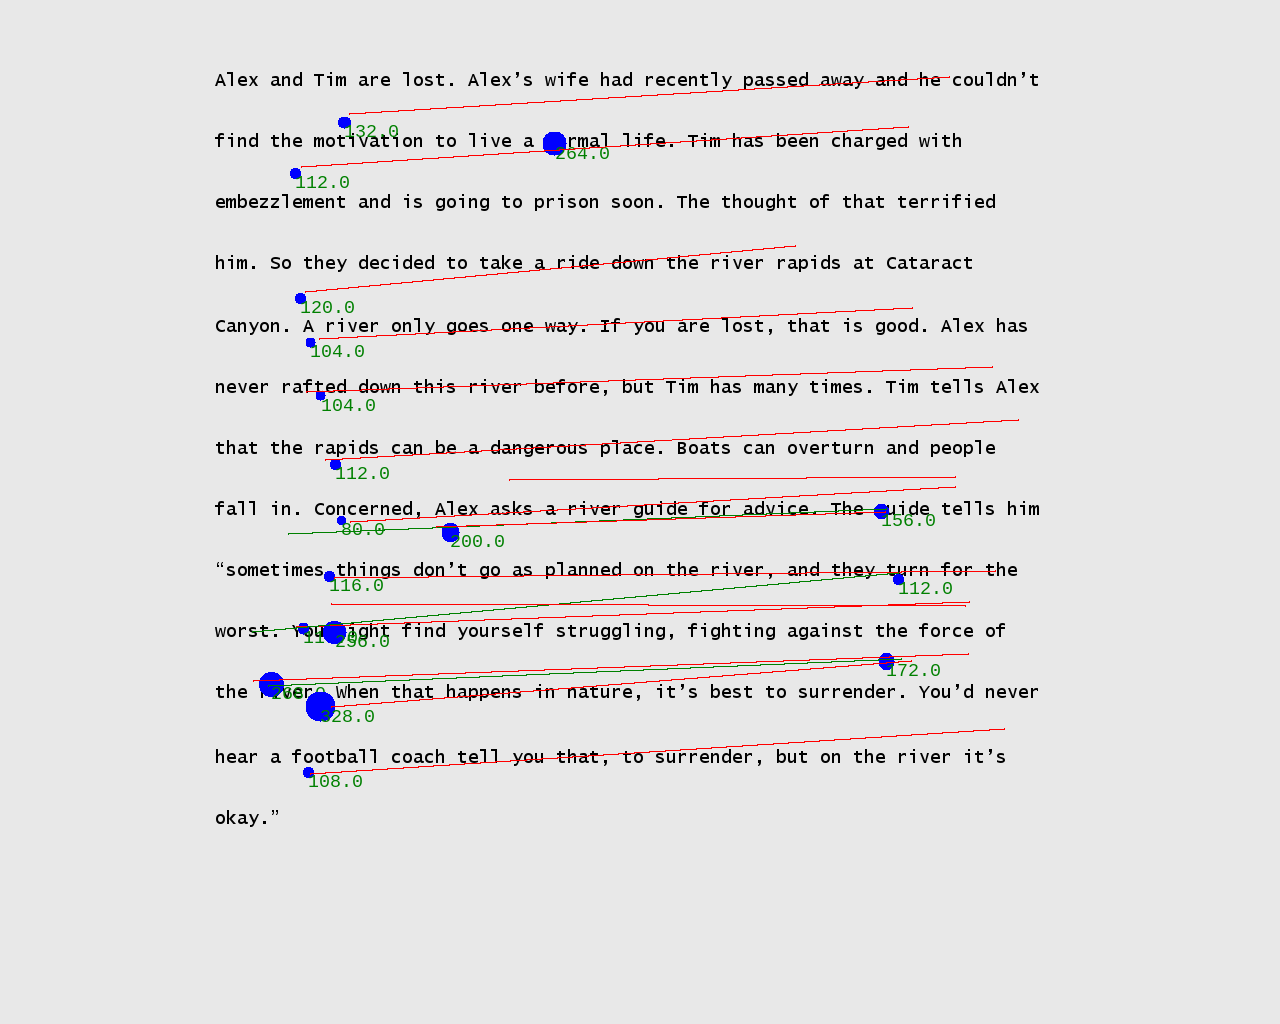 Alex and Tim are lost. Alex’s wife had recently passed away and he couldn’t
132.0
find the motivation to live a normal life. Tim has been charged with
264.0
112.0
embezzlement and is going to prison soon. The thought of that terrified
him. So they decided to take a ride down the river rapids at Cataract
120.0
Canyon. A river only goes one way. If you are lost, that is good. Alex has
104.0
never rafted down this river before, but Tim has many times. Tim tells Alex
104.0
that the rapids can be a dangerous place. Boats can overturn and people
112.0
fall in. Concerned, Alex asks a river guide for advice. The guide tells him
80.0 200.0 156.0
“sometimes things don’t go as planned on the river, and they turn for the
116.0 112.0
worst. You might find yourself struggling, fighting against the force of
256.0
the river. When that happens in nature, it’s best to surrender. You’d never
172.0
328.0
hear a football coach tell you that, to surrender, but on the river it’s
108.0
okay.”